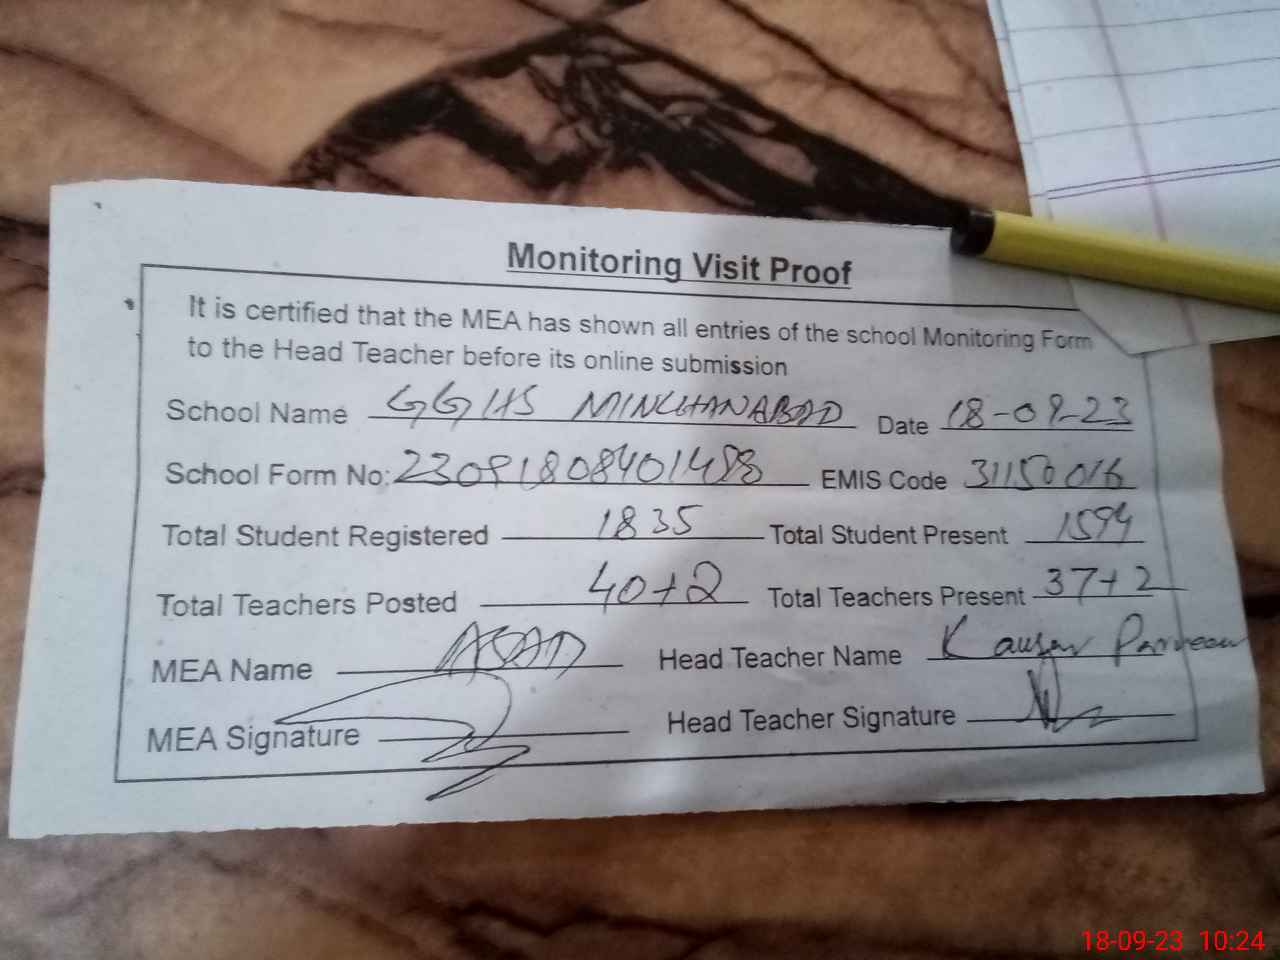 Monitoring Visit Proof
It is certified that the MEA has shown all entries of the school Monitoring Form
to the Head Teacher before its online submission
School Name GGHS MINCHANABAD Date 18-09-23
School Form No: 23091808401488 EMIS Code 31150016
Total Student Registered 1835 Total Student Present 1594
Total Teachers Posted 40+2 Total Teachers Present 37+2
MEA Name ASAD Head Teacher Name Kausar Parveen
MEA Signature Head Teacher Signature
18-09-23 10:24